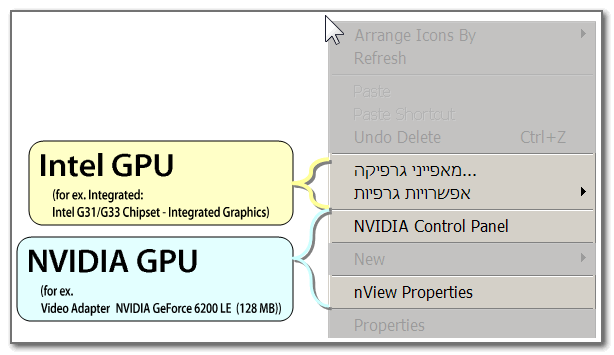 Arrange Icons By
Refresh
Paste
Paste Shortcut
Undo Delete Ctrl+Z
Intel GPU
(for ex. Integrated:
Intel G31/G33 Chipset - Integrated Graphics)
מאפייני גרפיקה...
אפשרויות גרפיות
NVIDIA GPU
(for ex.
Video Adapter NVIDIA GeForce 6200 LE (128 MB))
NVIDIA Control Panel
New
nView Properties
Properties